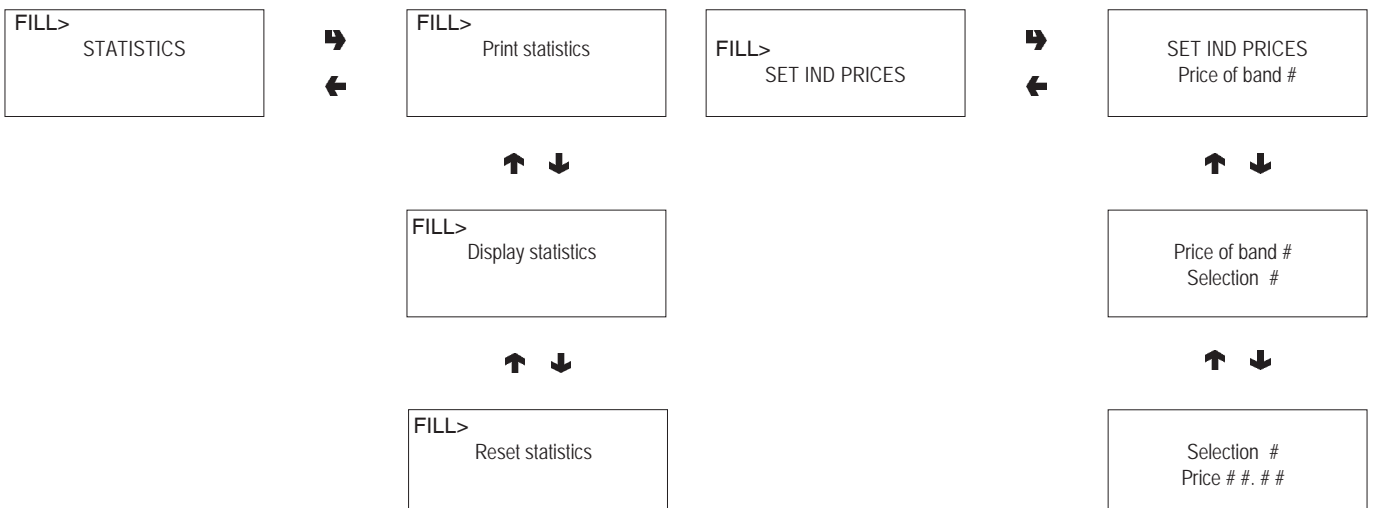 FILL>
STATISTICS
FILL>
Print statistics
FILL>
Display statistics
FILL>
Reset statistics
FILL>
SET IND PRICES
SET IND PRICES
Price of band #
Price of band #
Selection #
Selection #
Price # #. # #